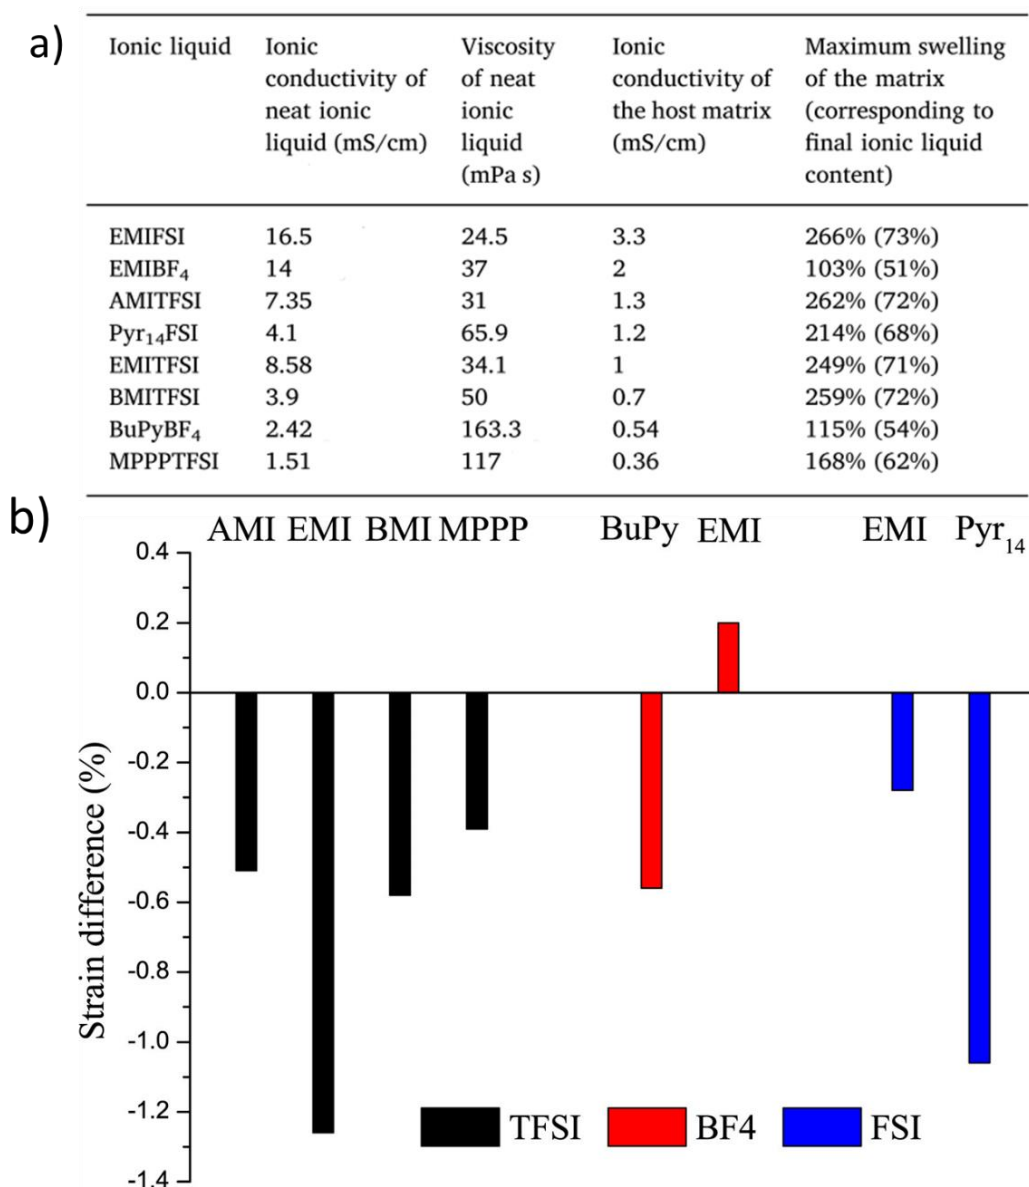 a)
Ionic liquid Ionic conductivity of neat ionic liquid (mS/cm) Viscosity of neat ionic liquid (mPa s) Ionic conductivity of the host matrix (mS/cm) Maximum swelling of the matrix (corresponding to final ionic liquid content)
EMIFSI 16.5 24.5 3.3 266% (73%)
EMIBF₄ 14 37 2 103% (51%)
AMITFSI 7.35 31 1.3 262% (72%)
Pyr₁₄FSI 4.1 65.9 1.2 214% (68%)
EMITFSI 8.58 34.1 1 249% (71%)
BMITFSI 3.9 50 0.7 259% (72%)
BuPyBF₄ 2.42 163.3 0.54 115% (54%)
MPPPTFSI 1.51 117 0.36 168% (62%)
b)
AMI EMI BMI MPPP BuPy EMI EMI Pyr₁₄
Strain difference (%)
0.4
0.2
0.0
-0.2
-0.4
-0.6
-0.8
-1.0
-1.2
-1.4
TFSI BF4 FSI